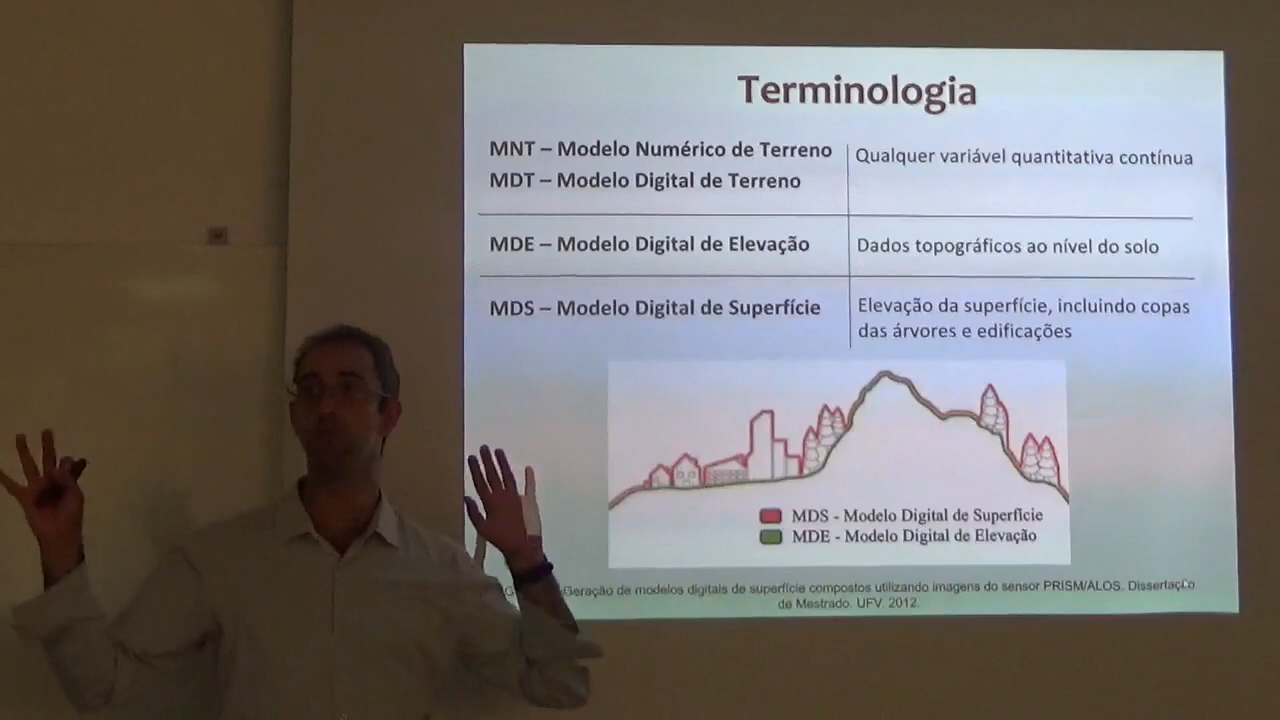 Terminologia
MNT – Modelo Numérico de Terreno
MDT – Modelo Digital de Terreno
Qualquer variável quantitativa contínua
MDE – Modelo Digital de Elevação
Dados topográficos ao nível do solo
MDS – Modelo Digital de Superfície
Elevação da superfície, incluindo copas
das árvores e edificações
MDS - Modelo Digital de Superfície
MDE - Modelo Digital de Elevação
Geração de modelos digitais de superfície compostos utilizando imagens do sensor PRISM/ALOS. Dissertação
de Mestrado. UFV. 2012.